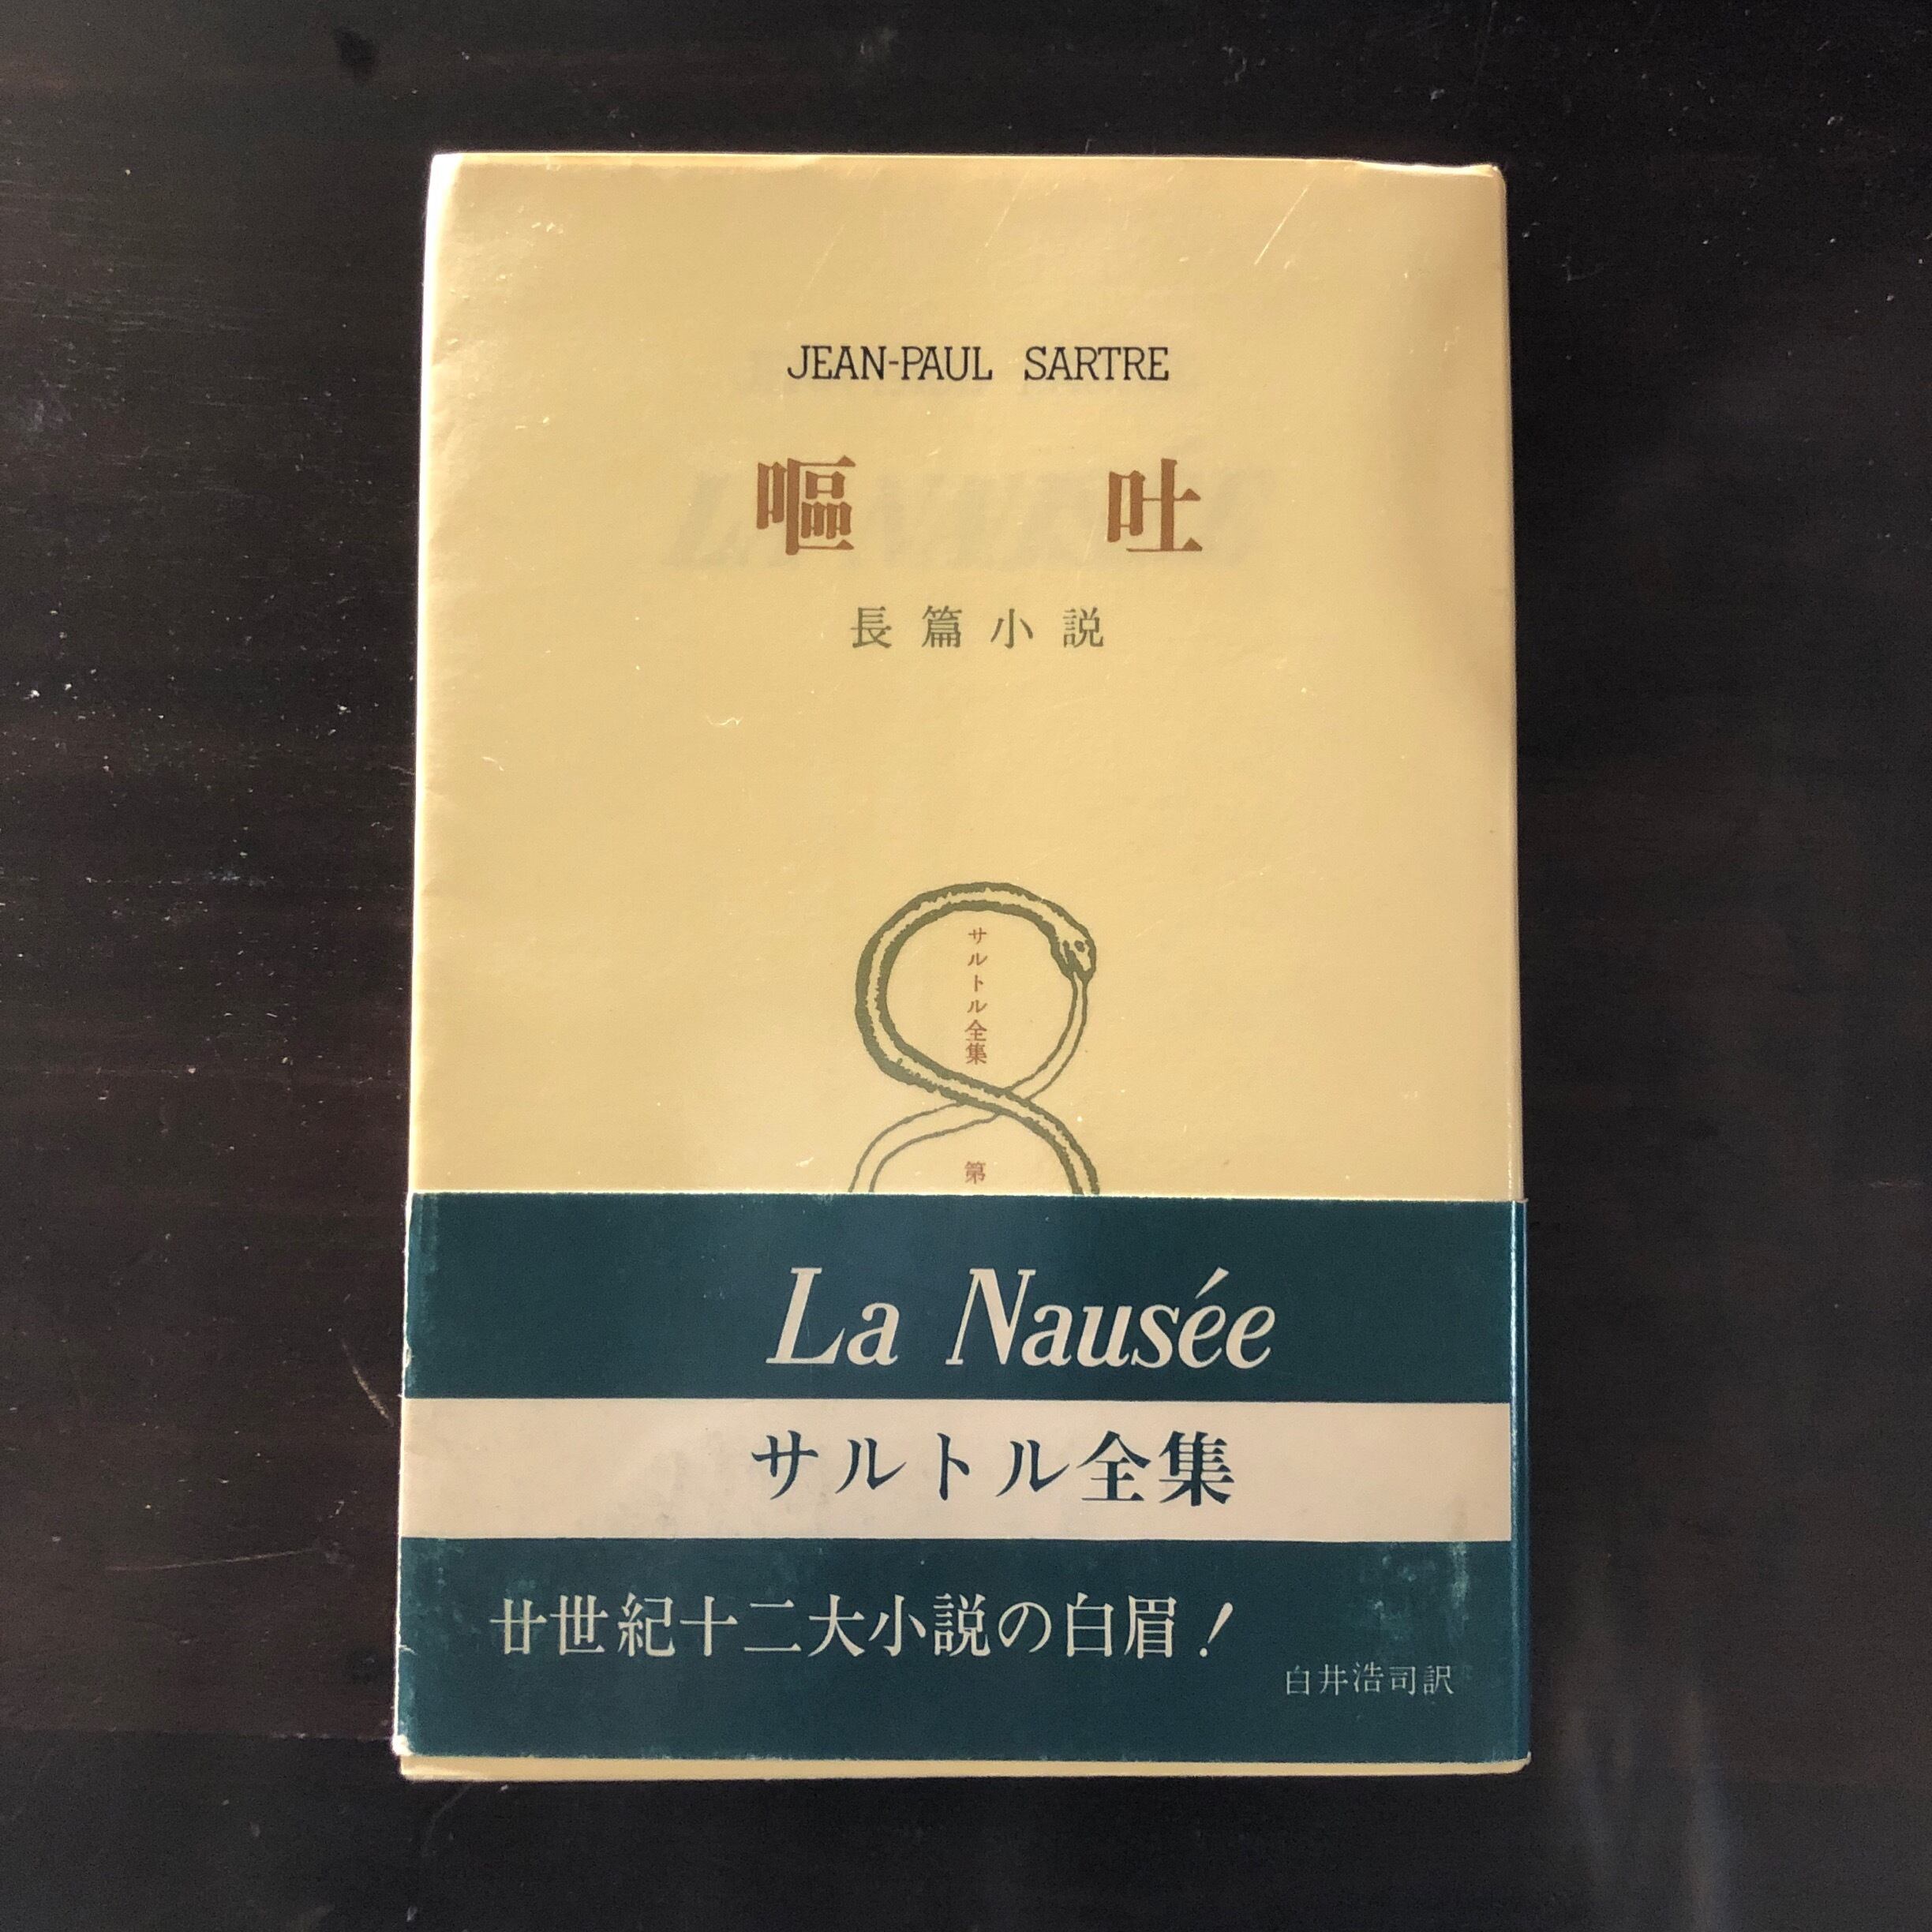 JEAN-PAUL SARTRE
嘔吐
長篇小説
サルトル全集
第
La Nausée
サルトル全集
廿世紀十二大小説の白眉！
白井浩司訳